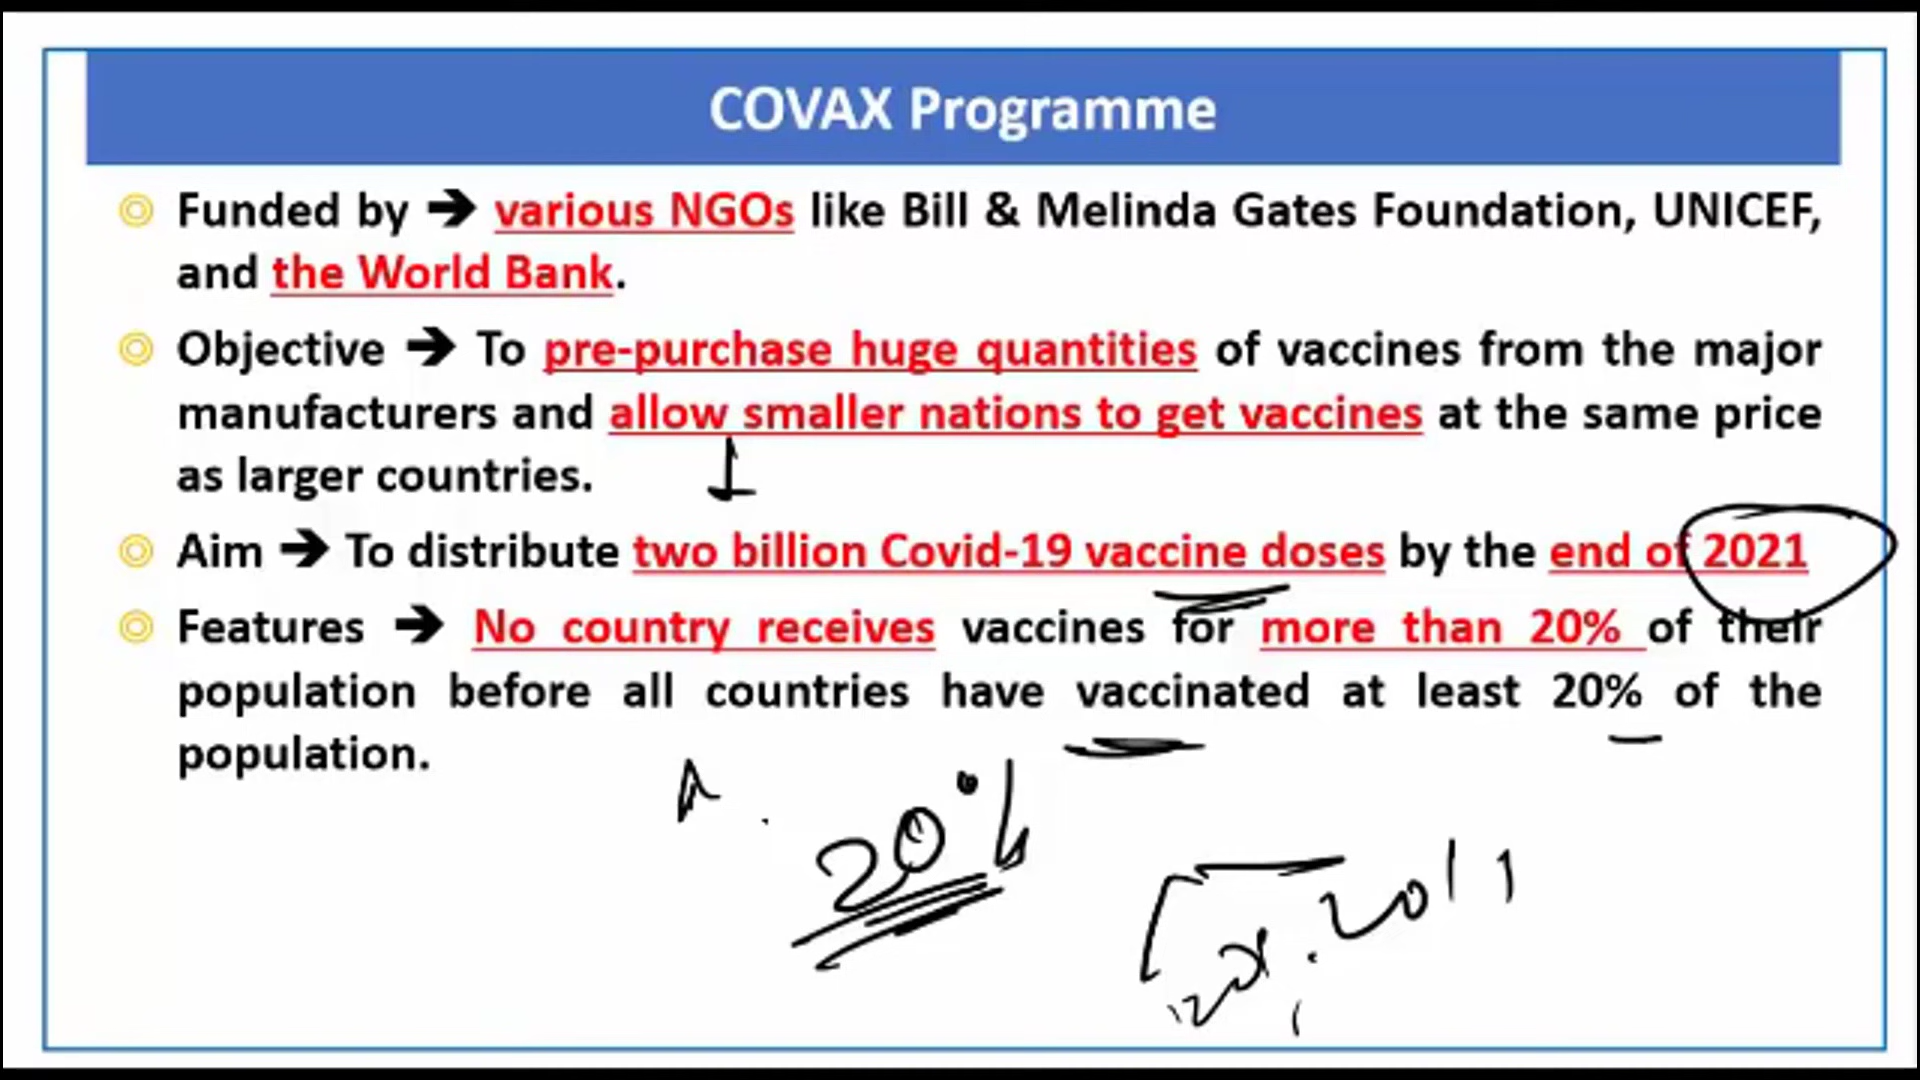 COVAX Programme
Funded by ➔ various NGOs like Bill & Melinda Gates Foundation, UNICEF,
and the World Bank.
Objective ➔ To pre-purchase huge quantities of vaccines from the major
manufacturers and allow smaller nations to get vaccines at the same price
as larger countries.
Aim ➔ To distribute two billion Covid-19 vaccine doses by the end of 2021
Features ➔ No country receives vaccines for more than 20% of their
population before all countries have vaccinated at least 20% of the
population.
20%